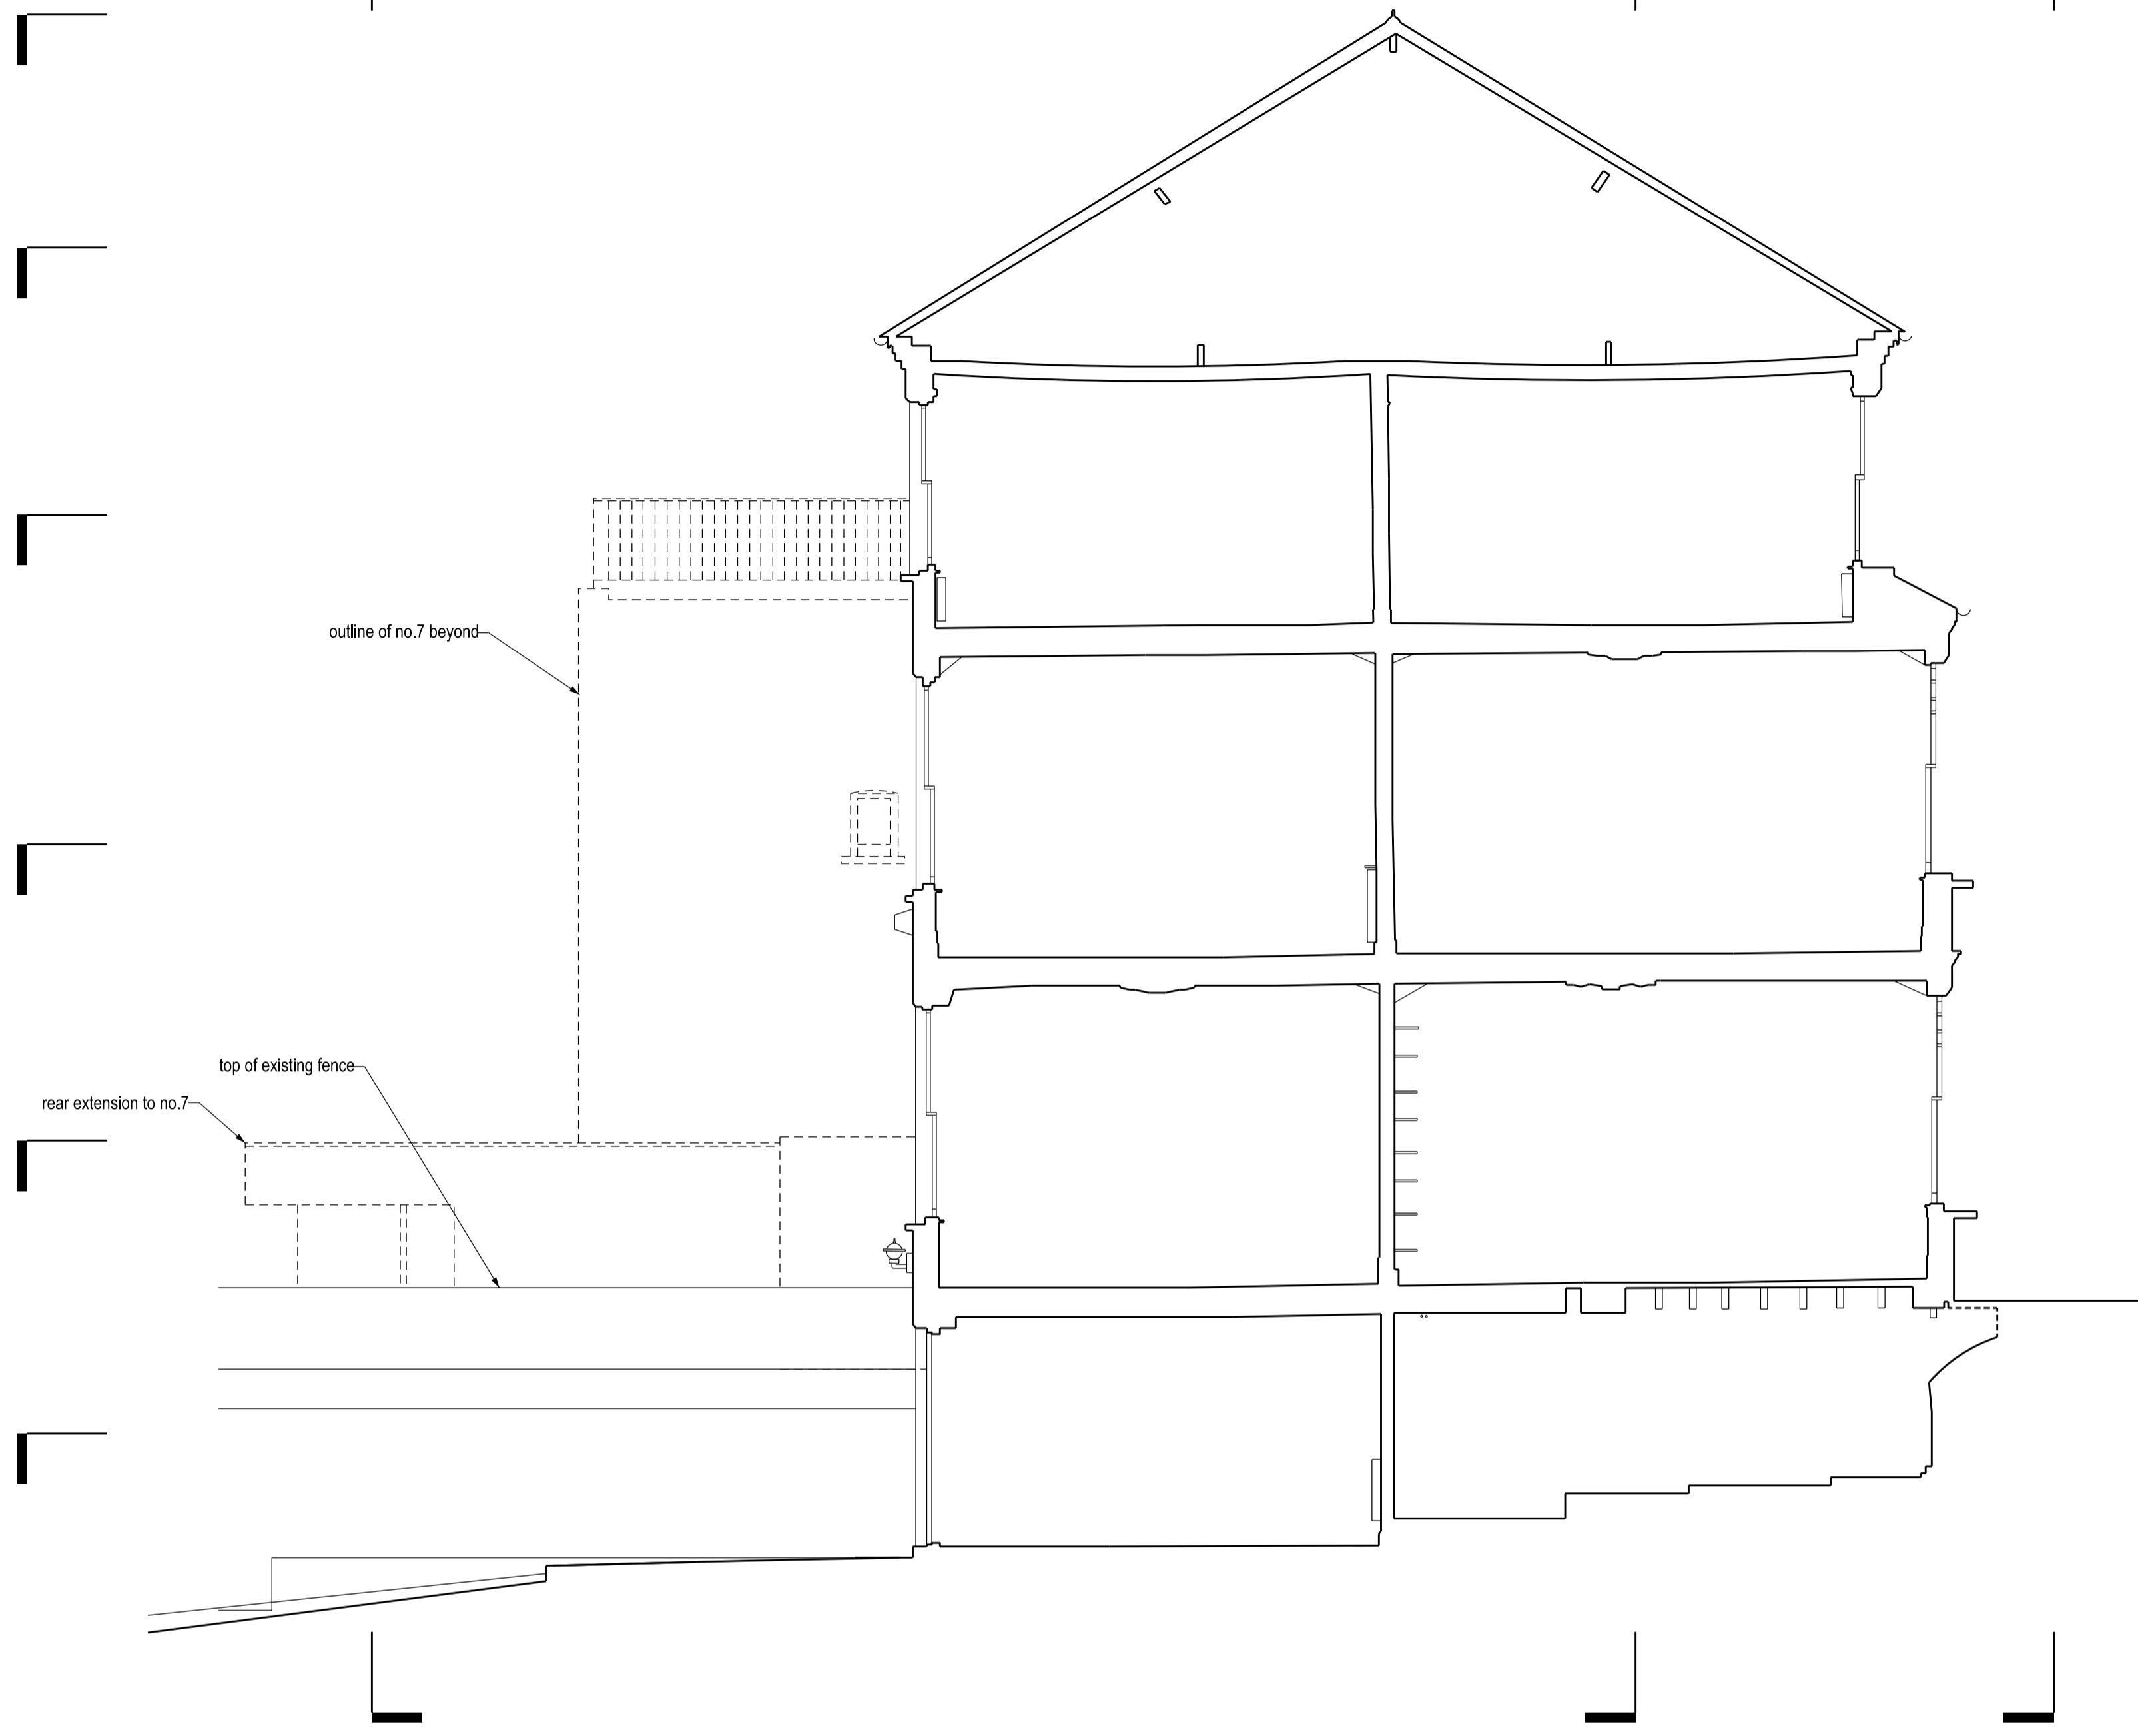 outline of no.7 beyond
top of existing fence
rear extension to no.7